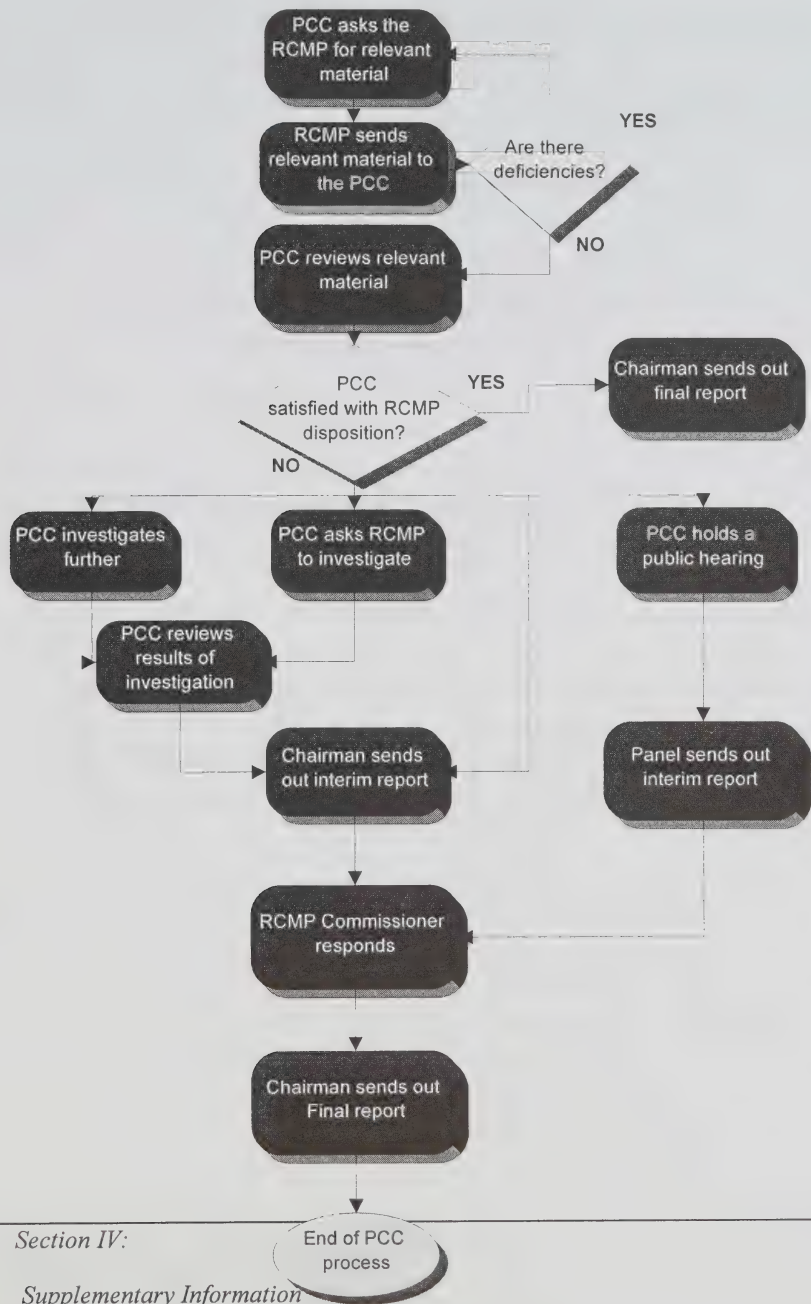 PCC asks the
RCMP for relevant
material
RCMP sends
relevant material to
the PCC
Are there
deficiencies?
YES
NO
PCC reviews relevant
material
PCC
satisfied with RCMP
disposition?
YES
NO
Chairman sends out
final report
PCC investigates
further
PCC asks RCMP
to investigate
PCC holds a
public hearing
PCC reviews
results of
investigation
Chairman sends
out interim report
Panel sends out
interim report
RCMP Commissioner
responds
Chairman sends out
Final report
End of PCC
process
Section IV:
Supplementary Information